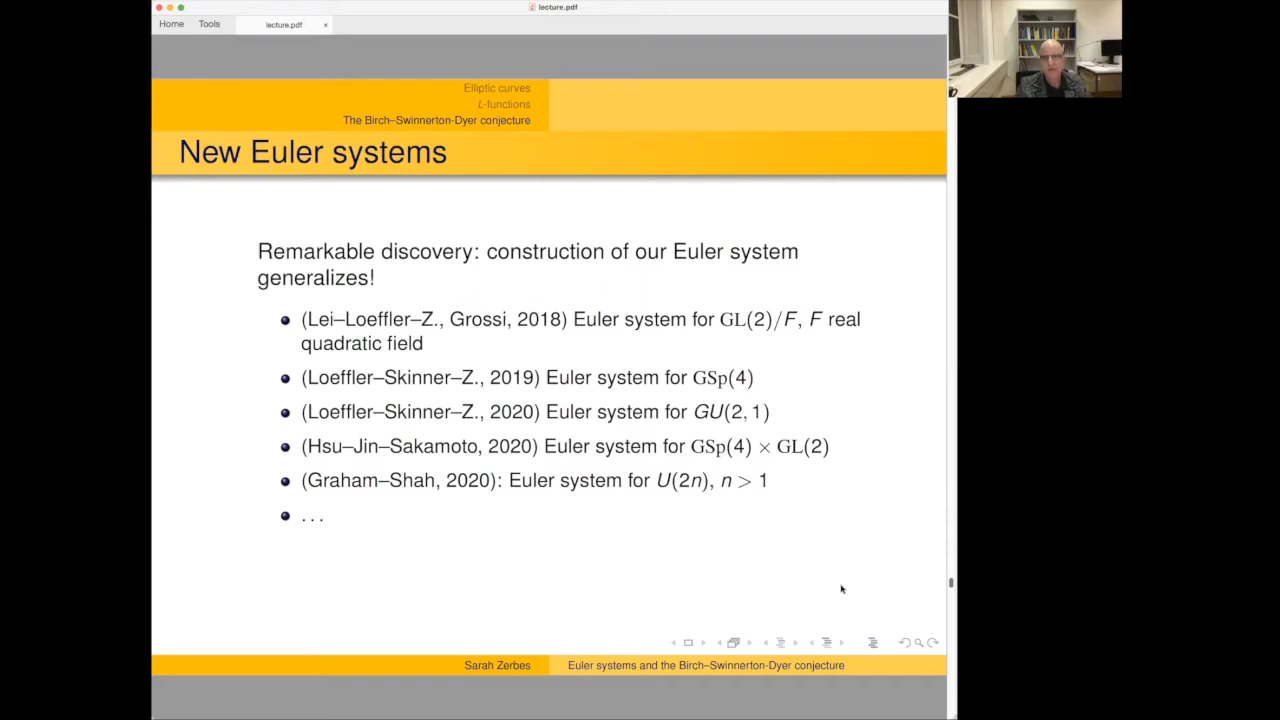 lecture.pdf
Home Tools lecture.pdf ×
Elliptic curves
L-functions
The Birch–Swinnerton-Dyer conjecture
New Euler systems
Remarkable discovery: construction of our Euler system
generalizes!
(Lei–Loeffler–Z., Grossi, 2018) Euler system for GL(2)/F, F real
quadratic field
(Loeffler–Skinner–Z., 2019) Euler system for GSp(4)
(Loeffler–Skinner–Z., 2020) Euler system for GU(2, 1)
(Hsu–Jin–Sakamoto, 2020) Euler system for GSp(4) × GL(2)
(Graham–Shah, 2020): Euler system for U(2n), n > 1
. . .
Sarah Zerbes Euler systems and the Birch–Swinnerton-Dyer conjecture